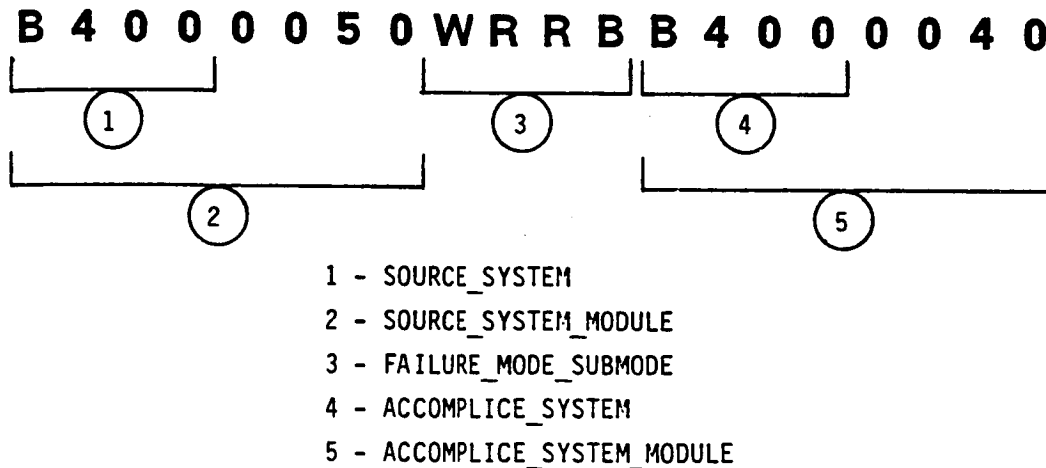 B 4 0 0 0 0 5 0 W R R B B 4 0 0 0 0 4 0
1 3 4
2 5
1 - SOURCE_SYSTEM
2 - SOURCE_SYSTEM_MODULE
3 - FAILURE_MODE_SUBMODE
4 - ACCOMPLICE_SYSTEM
5 - ACCOMPLICE_SYSTEM_MODULE